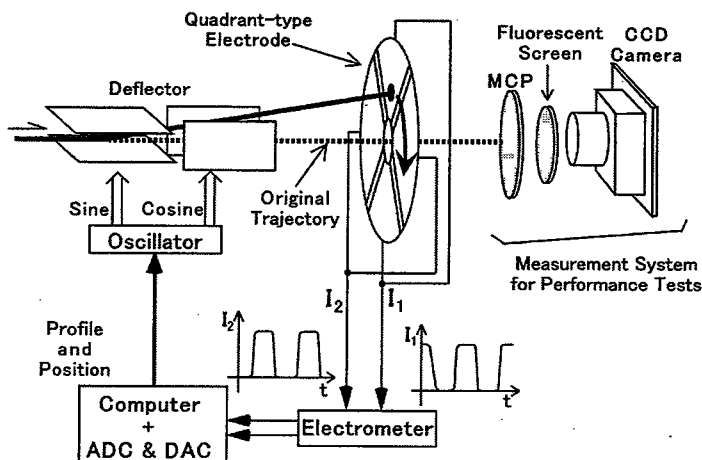 Quadrant-type
Electrode
Fluorescent
Screen
CCD
Camera
MCP
Deflector
Original
Trajectory
Sine
Cosine
Oscillator
Measurement System
for Performance Tests
I₂
I₁
Profile
and
Position
I₂
t
I₁
t
Computer
+
ADC & DAC
Electrometer